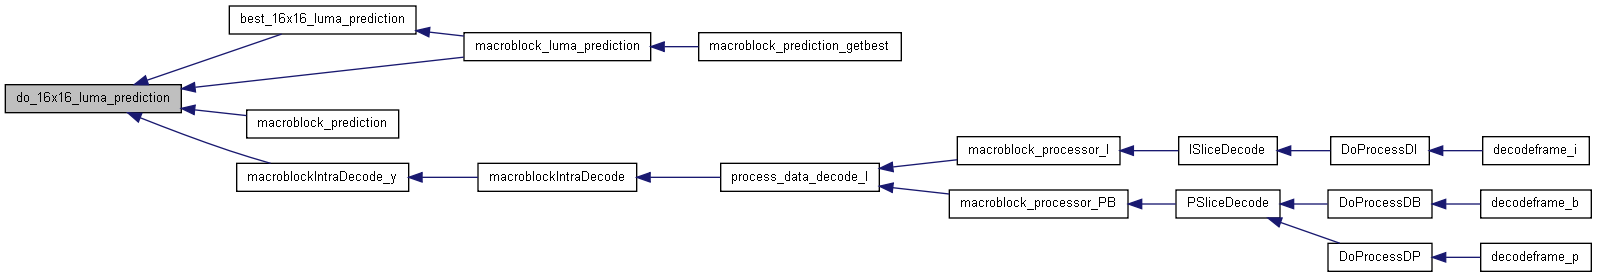 best_16x16_luma_prediction
macroblock_luma_prediction
macroblock_prediction_getbest
do_16x16_luma_prediction
macroblock_prediction
macroblock_processor_I
ISliceDecode
DoProcessDI
decodeframe_i
macroblockIntraDecode_y
macroblockIntraDecode
process_data_decode_I
macroblock_processor_PB
PSliceDecode
DoProcessDB
decodeframe_b
DoProcessDP
decodeframe_p